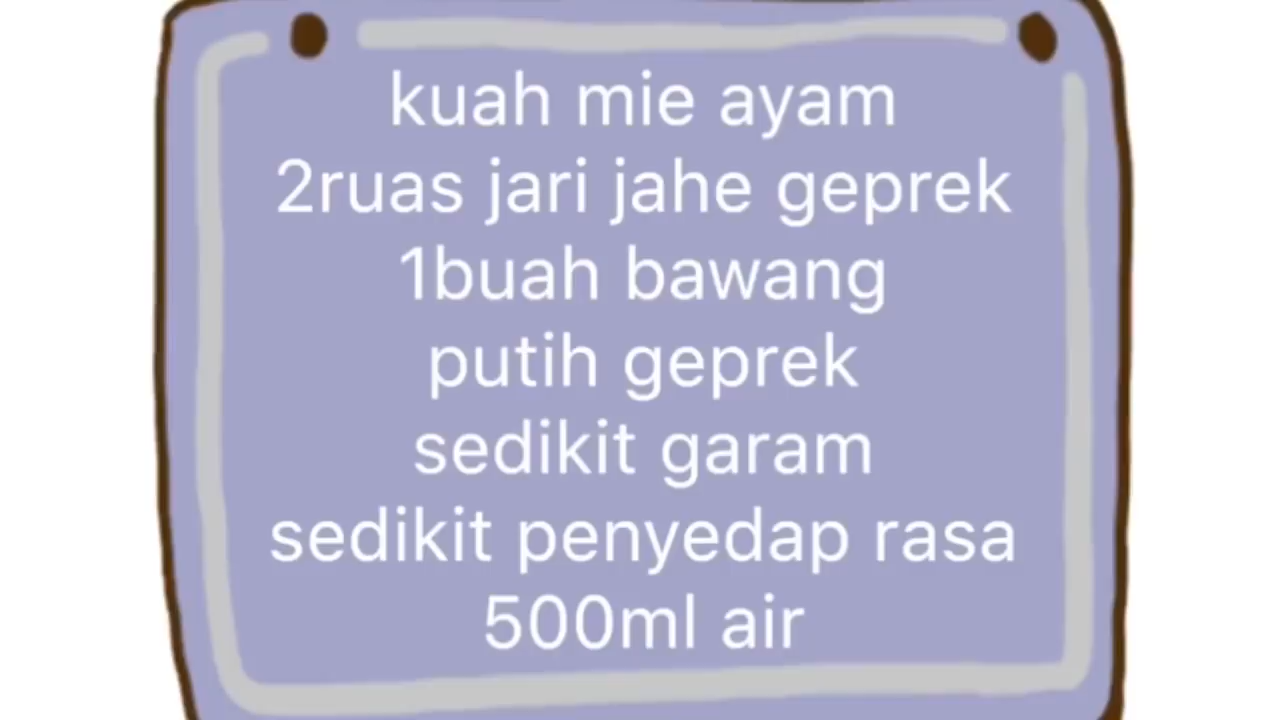 kuah mie ayam
2ruas jari jahe geprek
1buah bawang
putih geprek
sedikit garam
sedikit penyedap rasa
500ml air